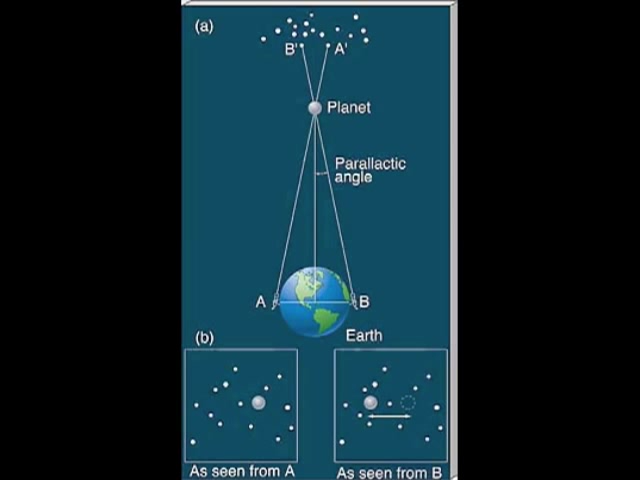 (a)
B' A'
Planet
Parallactic
angle
A B
Earth
(b)
As seen from A
As seen from B